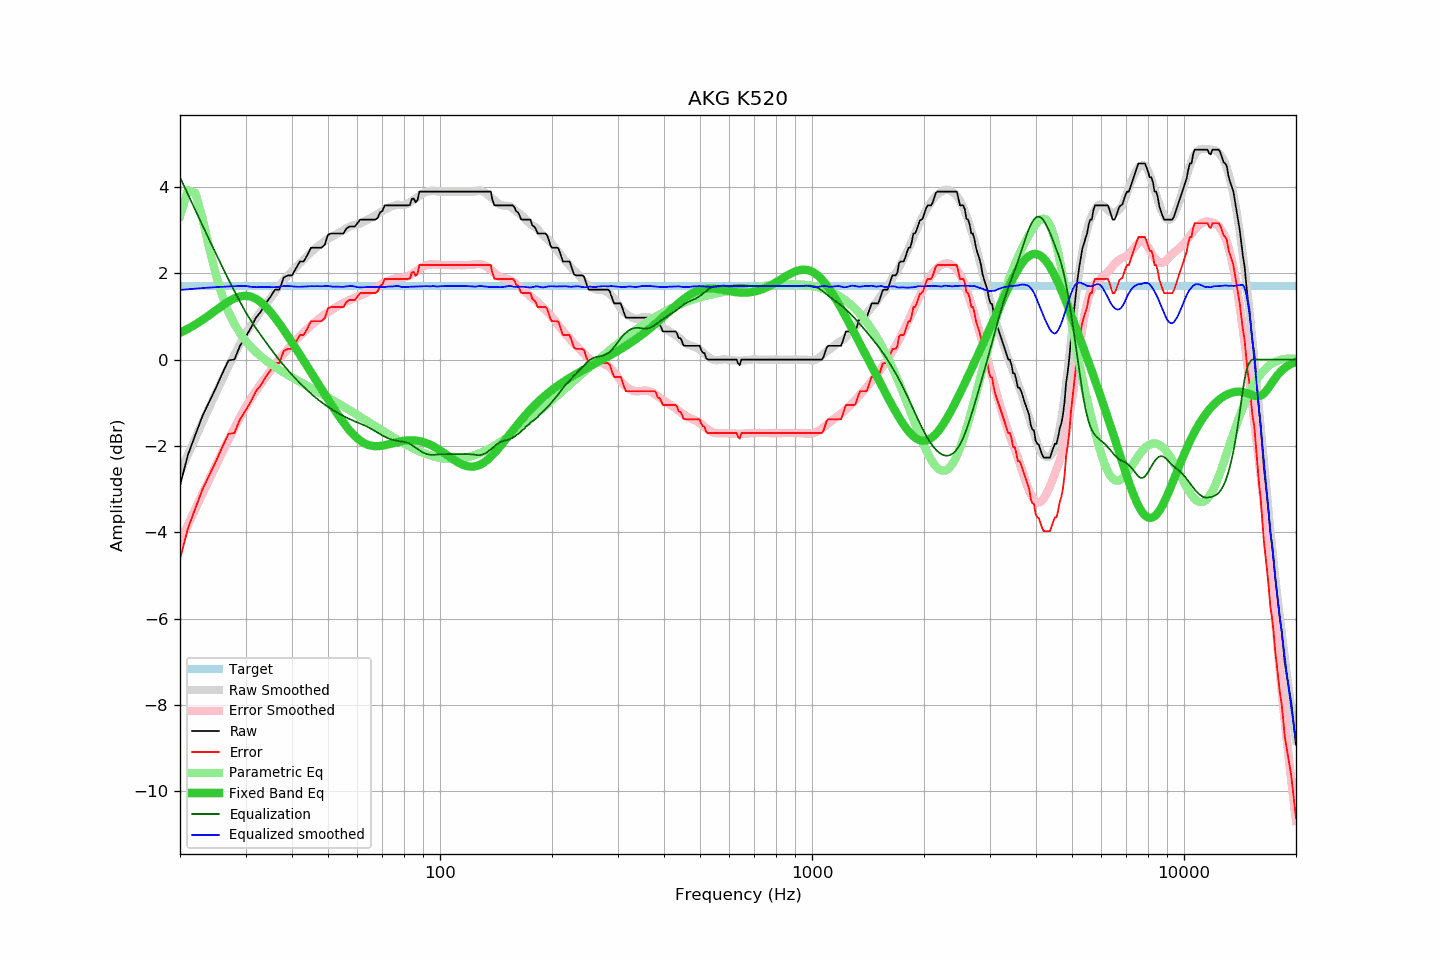 AKG K520
4
2
0
−2
−4
−6
−8
−10
Amplitude (dBr)
Target
Raw Smoothed
Error Smoothed
Raw
Error
Parametric Eq
Fixed Band Eq
Equalization
Equalized smoothed
100 1000 10000
Frequency (Hz)